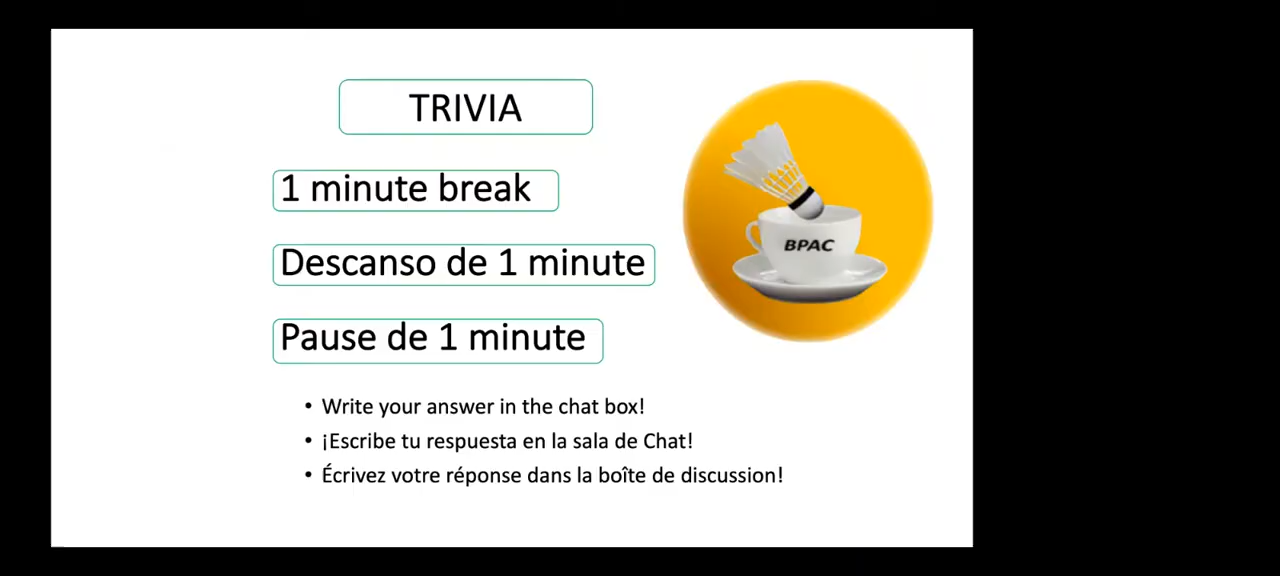 TRIVIA
1 minute break
Descanso de 1 minute
Pause de 1 minute
BPAC
• Write your answer in the chat box!
• ¡Escribe tu respuesta en la sala de Chat!
• Écrivez votre réponse dans la boîte de discussion!